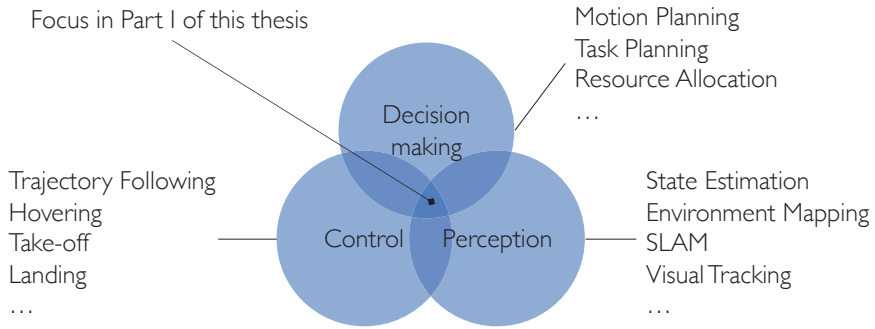 Focus in Part I of this thesis
Motion Planning
Task Planning
Resource Allocation
…
Decision
making
Trajectory Following
Hovering
Take-off
Landing
…
Control
Perception
State Estimation
Environment Mapping
SLAM
Visual Tracking
…